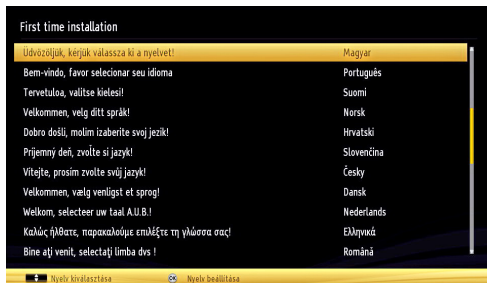 First time installation
Üdvözöljük, kérjük válassza ki a nyelvet! Magyar
Bem-vindo, favor selecionar seu idioma Português
Tervetuloa, valitse kielesi! Suomi
Velkommen, velg ditt språk! Norsk
Dobro došli, molim izaberite svoj jezik! Hrvatski
Príjemný deň, zvoľte si jazyk! Slovenčina
Vítejte, prosím zvolte svůj jazyk! Česky
Velkommen, vælg venligst et sprog! Dansk
Welkom, selecteer uw taal A.U.B.! Nederlands
Καλώς ήλθατε, παρακαλούμε επιλέξτε τη γλώσσα σας! Ελληνικά
Bine aţi venit, selectaţi limba dvs ! Română
Nyelv kiválasztása OK Nyelv beállítása